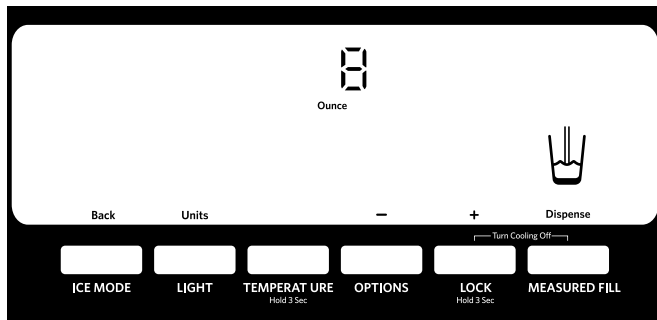 8
Ounce
Back Units – + Dispense
Turn Cooling Off
ICE MODE LIGHT TEMPERAT URE OPTIONS LOCK MEASURED FILL
Hold 3 Sec Hold 3 Sec